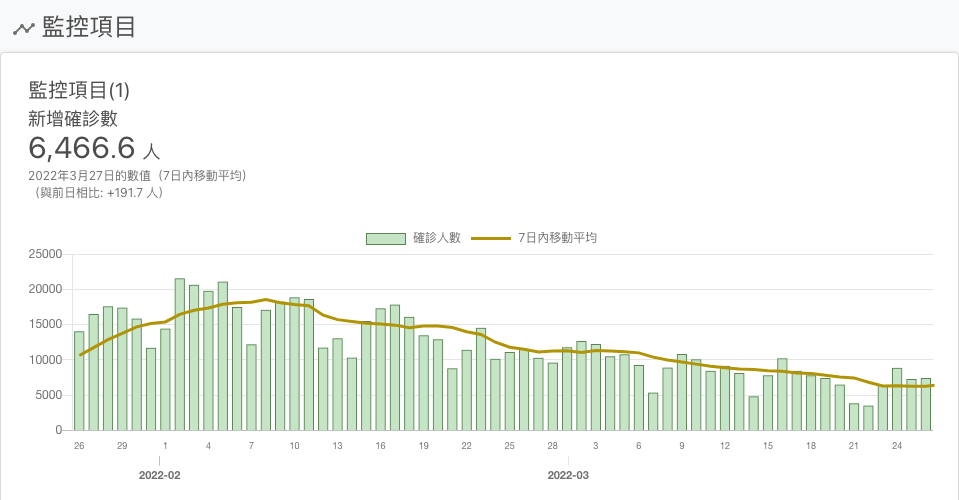 監控項目
監控項目(1)
新增確診數
6,466.6 人
2022年3月27日的數值（7日內移動平均）
（與前日相比: +191.7 人）
確診人數 7日內移動平均
25000
20000
15000
10000
5000
0
26 29 1 4 7 10 13 16 19 22 25 28 3 6 9 12 15 18 21 24
2022-02 2022-03